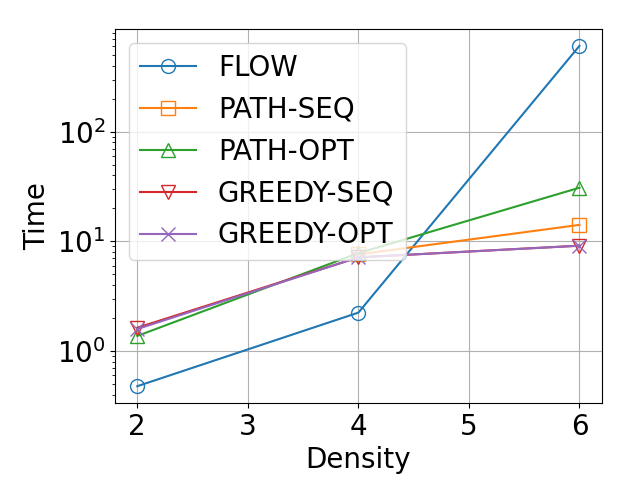 FLOW
PATH-SEQ
PATH-OPT
GREEDY-SEQ
GREEDY-OPT
10²
10¹
10⁰
Time
2 3 4 5 6
Density